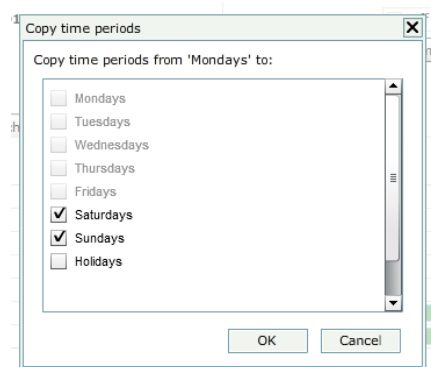 Copy time periods
Copy time periods from 'Mondays' to:
Mondays
Tuesdays
Wednesdays
Thursdays
Fridays
Saturdays
Sundays
Holidays
OK Cancel